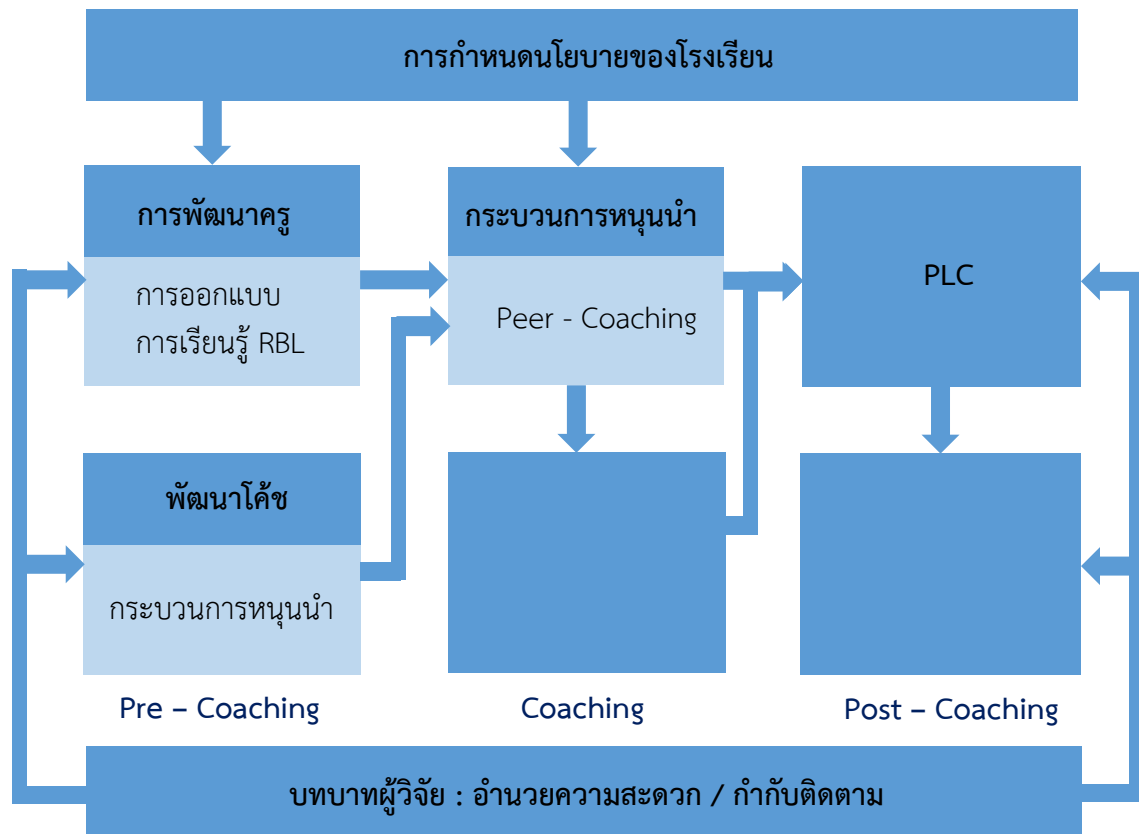 การกำหนดนโยบายของโรงเรียน
การพัฒนาครู
การออกแบบ
การเรียนรู้ RBL
กระบวนการหนุนนำ
Peer - Coaching
PLC
พัฒนาโค้ช
กระบวนการหนุนนำ
Pre – Coaching
Coaching
Post – Coaching
บทบาทผู้วิจัย : อำนวยความสะดวก / กำกับติดตาม